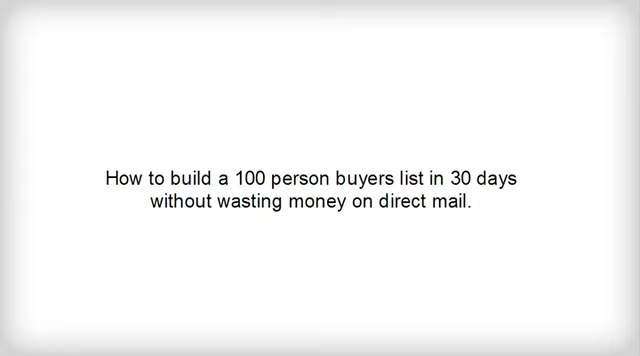 How to build a 100 person buyers list in 30 days
without wasting money on direct mail.